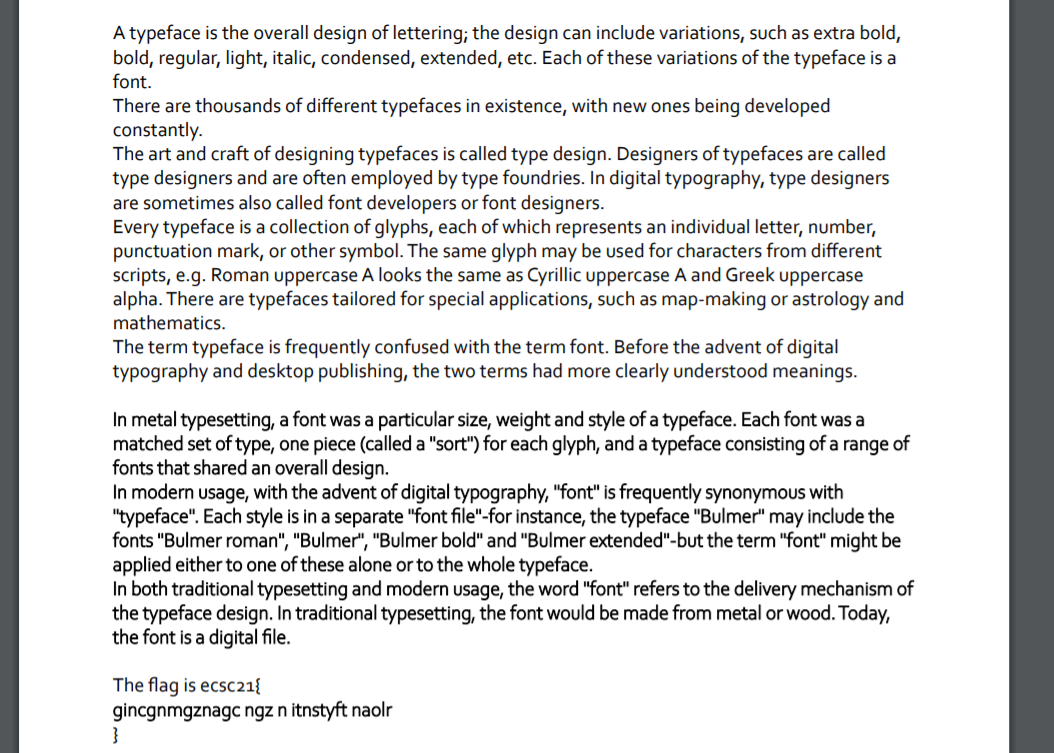 A typeface is the overall design of lettering; the design can include variations, such as extra bold,
bold, regular, light, italic, condensed, extended, etc. Each of these variations of the typeface is a
font.
There are thousands of different typefaces in existence, with new ones being developed
constantly.
The art and craft of designing typefaces is called type design. Designers of typefaces are called
type designers and are often employed by type foundries. In digital typography, type designers
are sometimes also called font developers or font designers.
Every typeface is a collection of glyphs, each of which represents an individual letter, number,
punctuation mark, or other symbol. The same glyph may be used for characters from different
scripts, e.g. Roman uppercase A looks the same as Cyrillic uppercase A and Greek uppercase
alpha. There are typefaces tailored for special applications, such as map-making or astrology and
mathematics.
The term typeface is frequently confused with the term font. Before the advent of digital
typography and desktop publishing, the two terms had more clearly understood meanings.
In metal typesetting, a font was a particular size, weight and style of a typeface. Each font was a
matched set of type, one piece (called a "sort") for each glyph, and a typeface consisting of a range of
fonts that shared an overall design.
In modern usage, with the advent of digital typography, "font" is frequently synonymous with
"typeface". Each style is in a separate "font file"-for instance, the typeface "Bulmer" may include the
fonts "Bulmer roman", "Bulmer", "Bulmer bold" and "Bulmer extended"-but the term "font" might be
applied either to one of these alone or to the whole typeface.
In both traditional typesetting and modern usage, the word "font" refers to the delivery mechanism of
the typeface design. In traditional typesetting, the font would be made from metal or wood. Today,
the font is a digital file.
The flag is ecsc21{
gincgnmgznagc ngz n itnstyft naolr
}